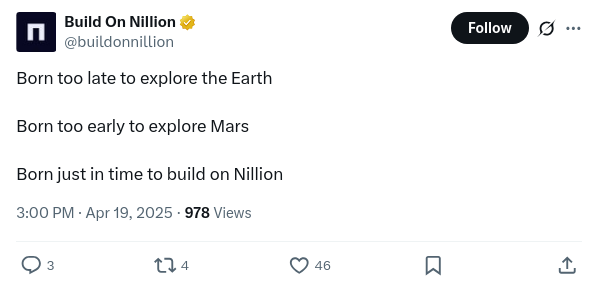 Build On Nillion
@buildonnillion
Follow
Born too late to explore the Earth
Born too early to explore Mars
Born just in time to build on Nillion
3:00 PM · Apr 19, 2025 · 978 Views
3 4 46